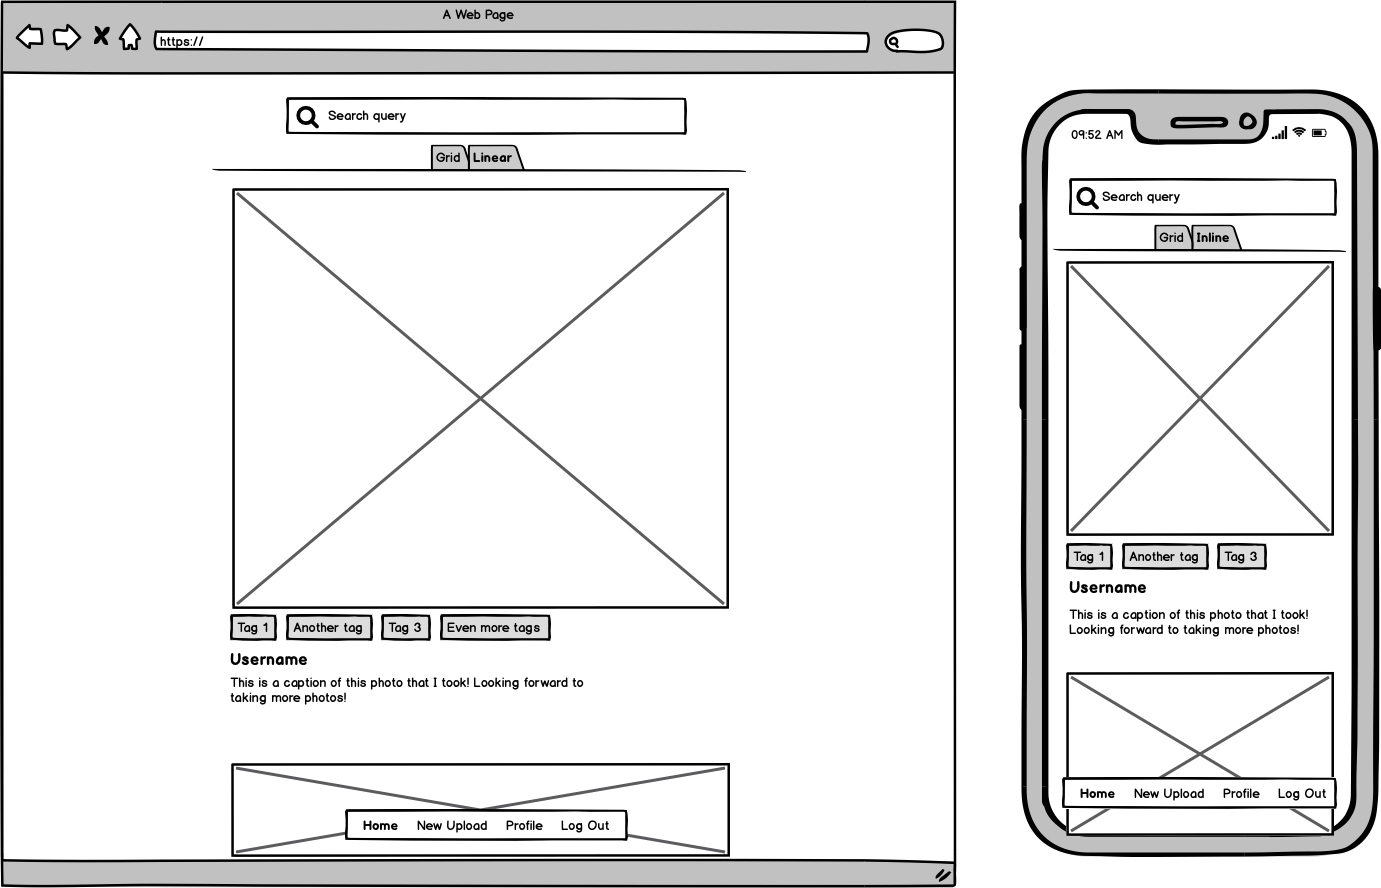 A Web Page
https://
Search query
Grid Linear
Tag 1 Another tag Tag 3 Even more tags
Username
This is a caption of this photo that I took! Looking forward to
taking more photos!
Home New Upload Profile Log Out
09:52 AM
Search query
Grid Inline
Tag 1 Another tag Tag 3
Username
This is a caption of this photo that I took!
Looking forward to taking more photos!
Home New Upload Profile Log Out